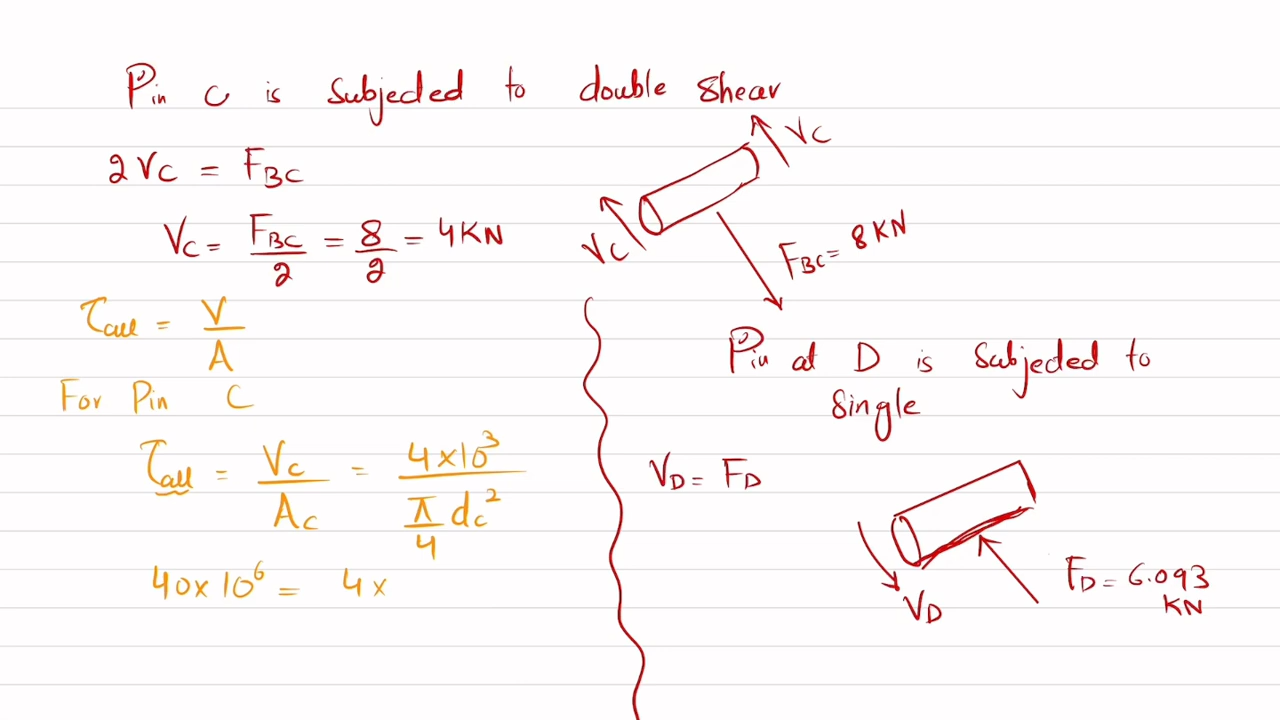 Pin C is Subjected to double Shear
2Vc = FBC
Vc = FBC/2 = 8/2 = 4KN
Vc
Vc
FBC = 8KN
τall = V/A
For Pin C
τall = Vc/Ac = 4×10³/(π/4 dc²)
40×10⁶ = 4×
Pin at D is Subjected to
Single
VD = FD
VD
FD = 6.093
KN